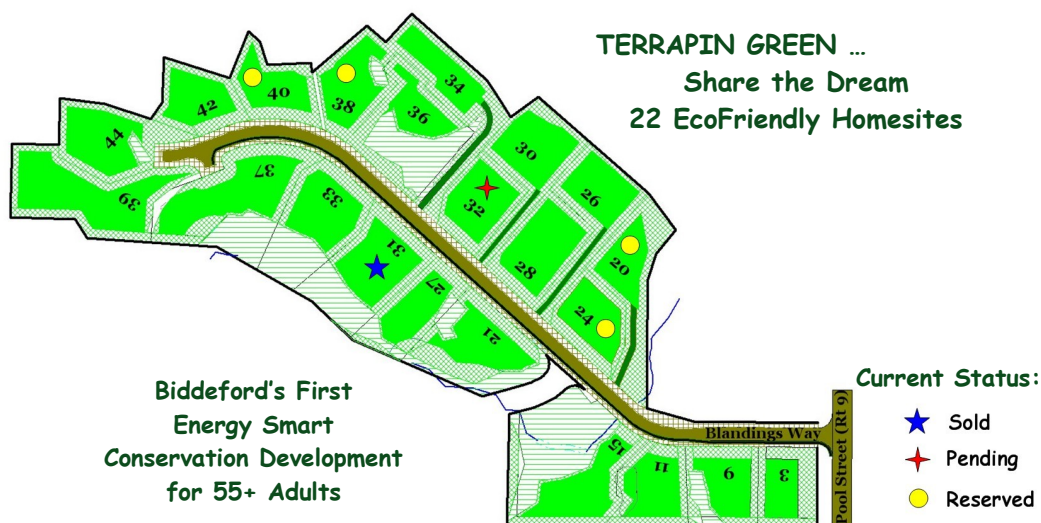 TERRAPIN GREEN ...
Share the Dream
22 EcoFriendly Homesites
34
40
38
42
36
44
30
26
37
39
33
32
31
20
28
27
24
21
Biddeford's First
Energy Smart
Conservation Development
for 55+ Adults
Current Status:
Sold
Pending
Reserved
Blandings Way
Pool Street (Rt 9)
15
11
9
3